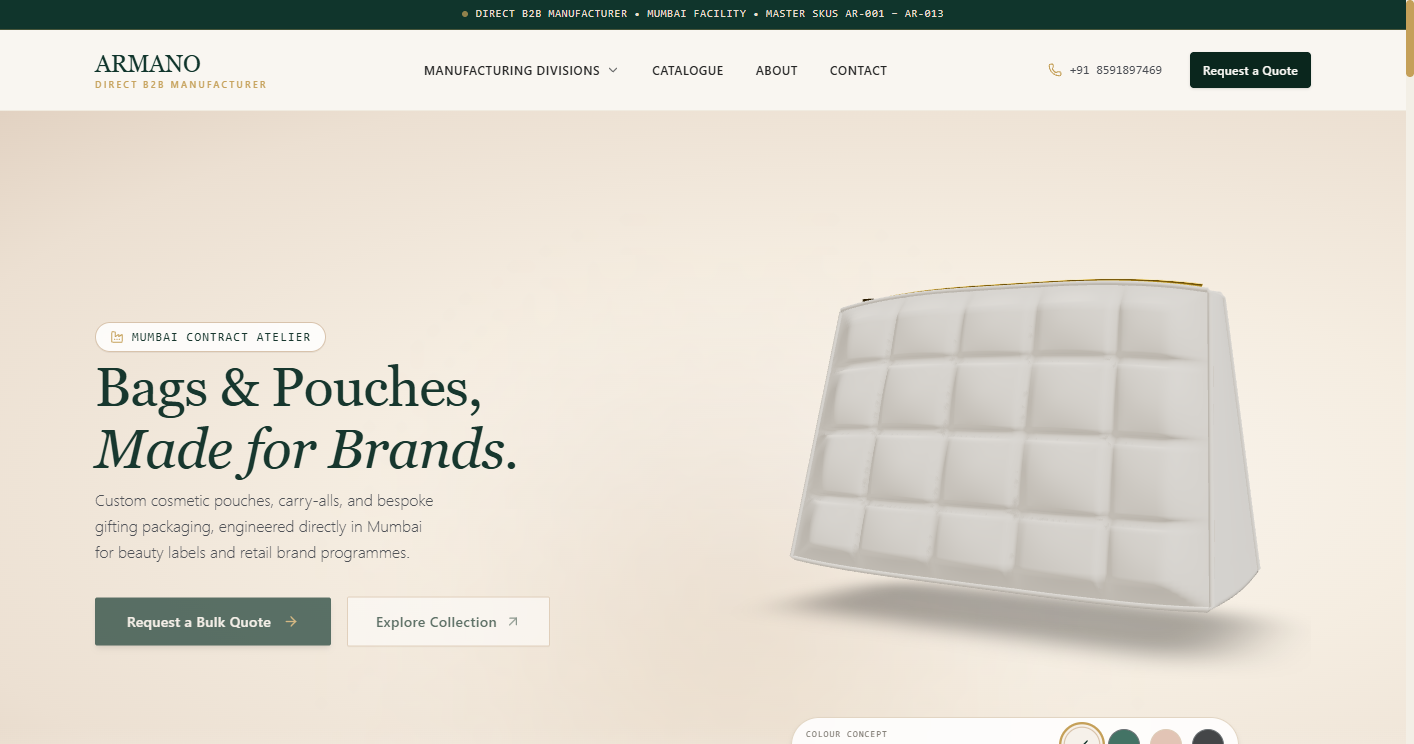 DIRECT B2B MANUFACTURER • MUMBAI FACILITY • MASTER SKUS AR-001 – AR-013
ARMANO
DIRECT B2B MANUFACTURER
MANUFACTURING DIVISIONS
CATALOGUE
ABOUT
CONTACT
+91 8591897469
Request a Quote
MUMBAI CONTRACT ATELIER
Bags & Pouches,
Made for Brands.
Custom cosmetic pouches, carry-alls, and bespoke
gifting packaging, engineered directly in Mumbai
for beauty labels and retail brand programmes.
Request a Bulk Quote
Explore Collection
COLOUR CONCEPT